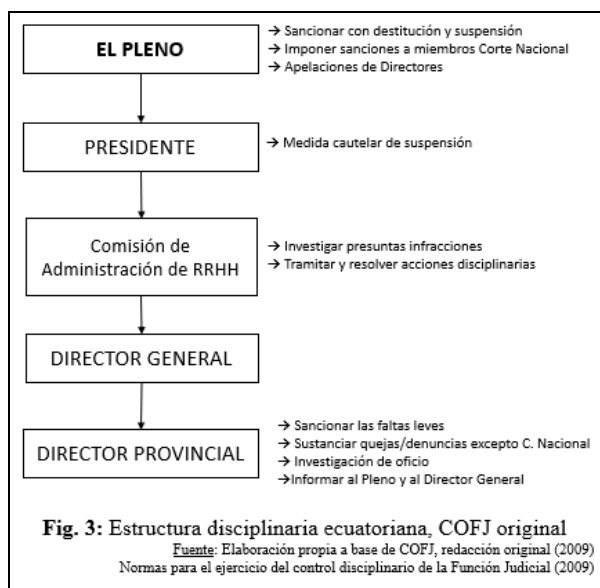 EL PLENO
→ Sancionar con destitución y suspensión
→ Imponer sanciones a miembros Corte Nacional
→ Apelaciones de Directores
PRESIDENTE
→ Medida cautelar de suspensión
Comisión de
Administración de RRHH
→ Investigar presuntas infracciones
→ Tramitar y resolver acciones disciplinarias
DIRECTOR GENERAL
DIRECTOR PROVINCIAL
→ Sancionar las faltas leves
→ Sustanciar quejas/denuncias excepto C. Nacional
→ Investigación de oficio
→Informar al Pleno y al Director General
Fig. 3: Estructura disciplinaria ecuatoriana, COFJ original
Fuente: Elaboración propia a base de COFJ, redacción original (2009)
Normas para el ejercicio del control disciplinario de la Función Judicial (2009)